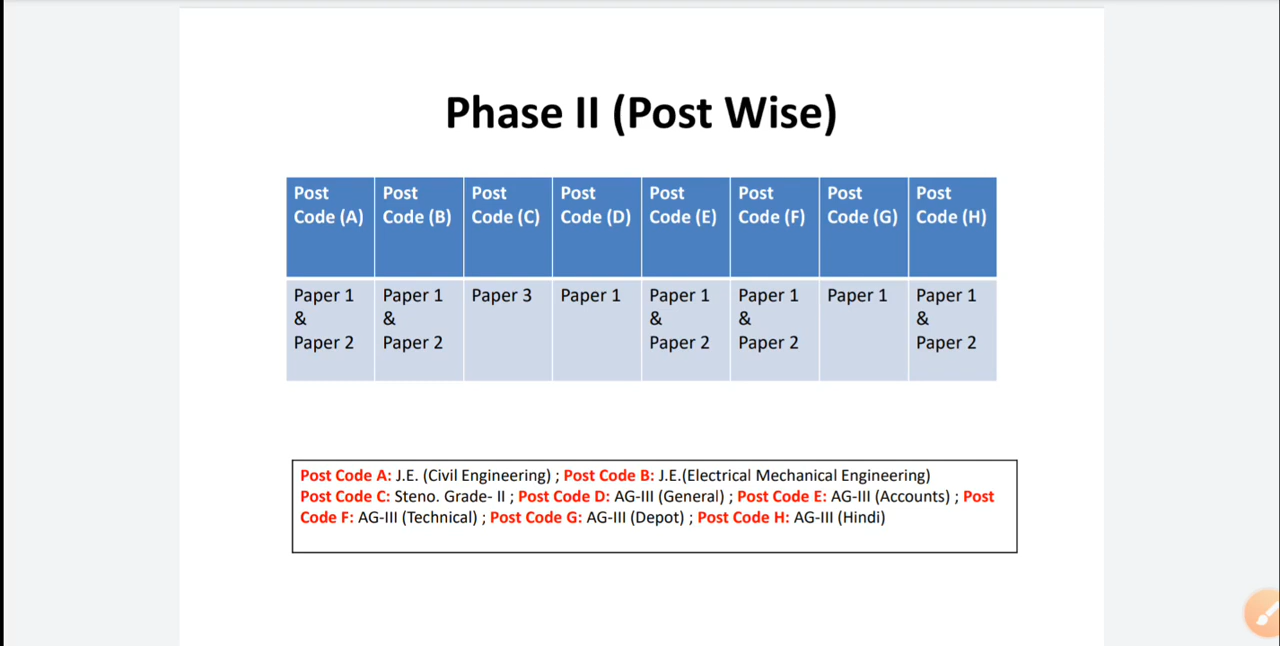 Phase II (Post Wise)
Post Code (A) Post Code (B) Post Code (C) Post Code (D) Post Code (E) Post Code (F) Post Code (G) Post Code (H)
Paper 1 & Paper 2 Paper 1 & Paper 2 Paper 3 Paper 1 Paper 1 & Paper 2 Paper 1 & Paper 2 Paper 1 Paper 1 & Paper 2
Post Code A: J.E. (Civil Engineering) ; Post Code B: J.E.(Electrical Mechanical Engineering)
Post Code C: Steno. Grade- II ; Post Code D: AG-III (General) ; Post Code E: AG-III (Accounts) ; Post
Code F: AG-III (Technical) ; Post Code G: AG-III (Depot) ; Post Code H: AG-III (Hindi)